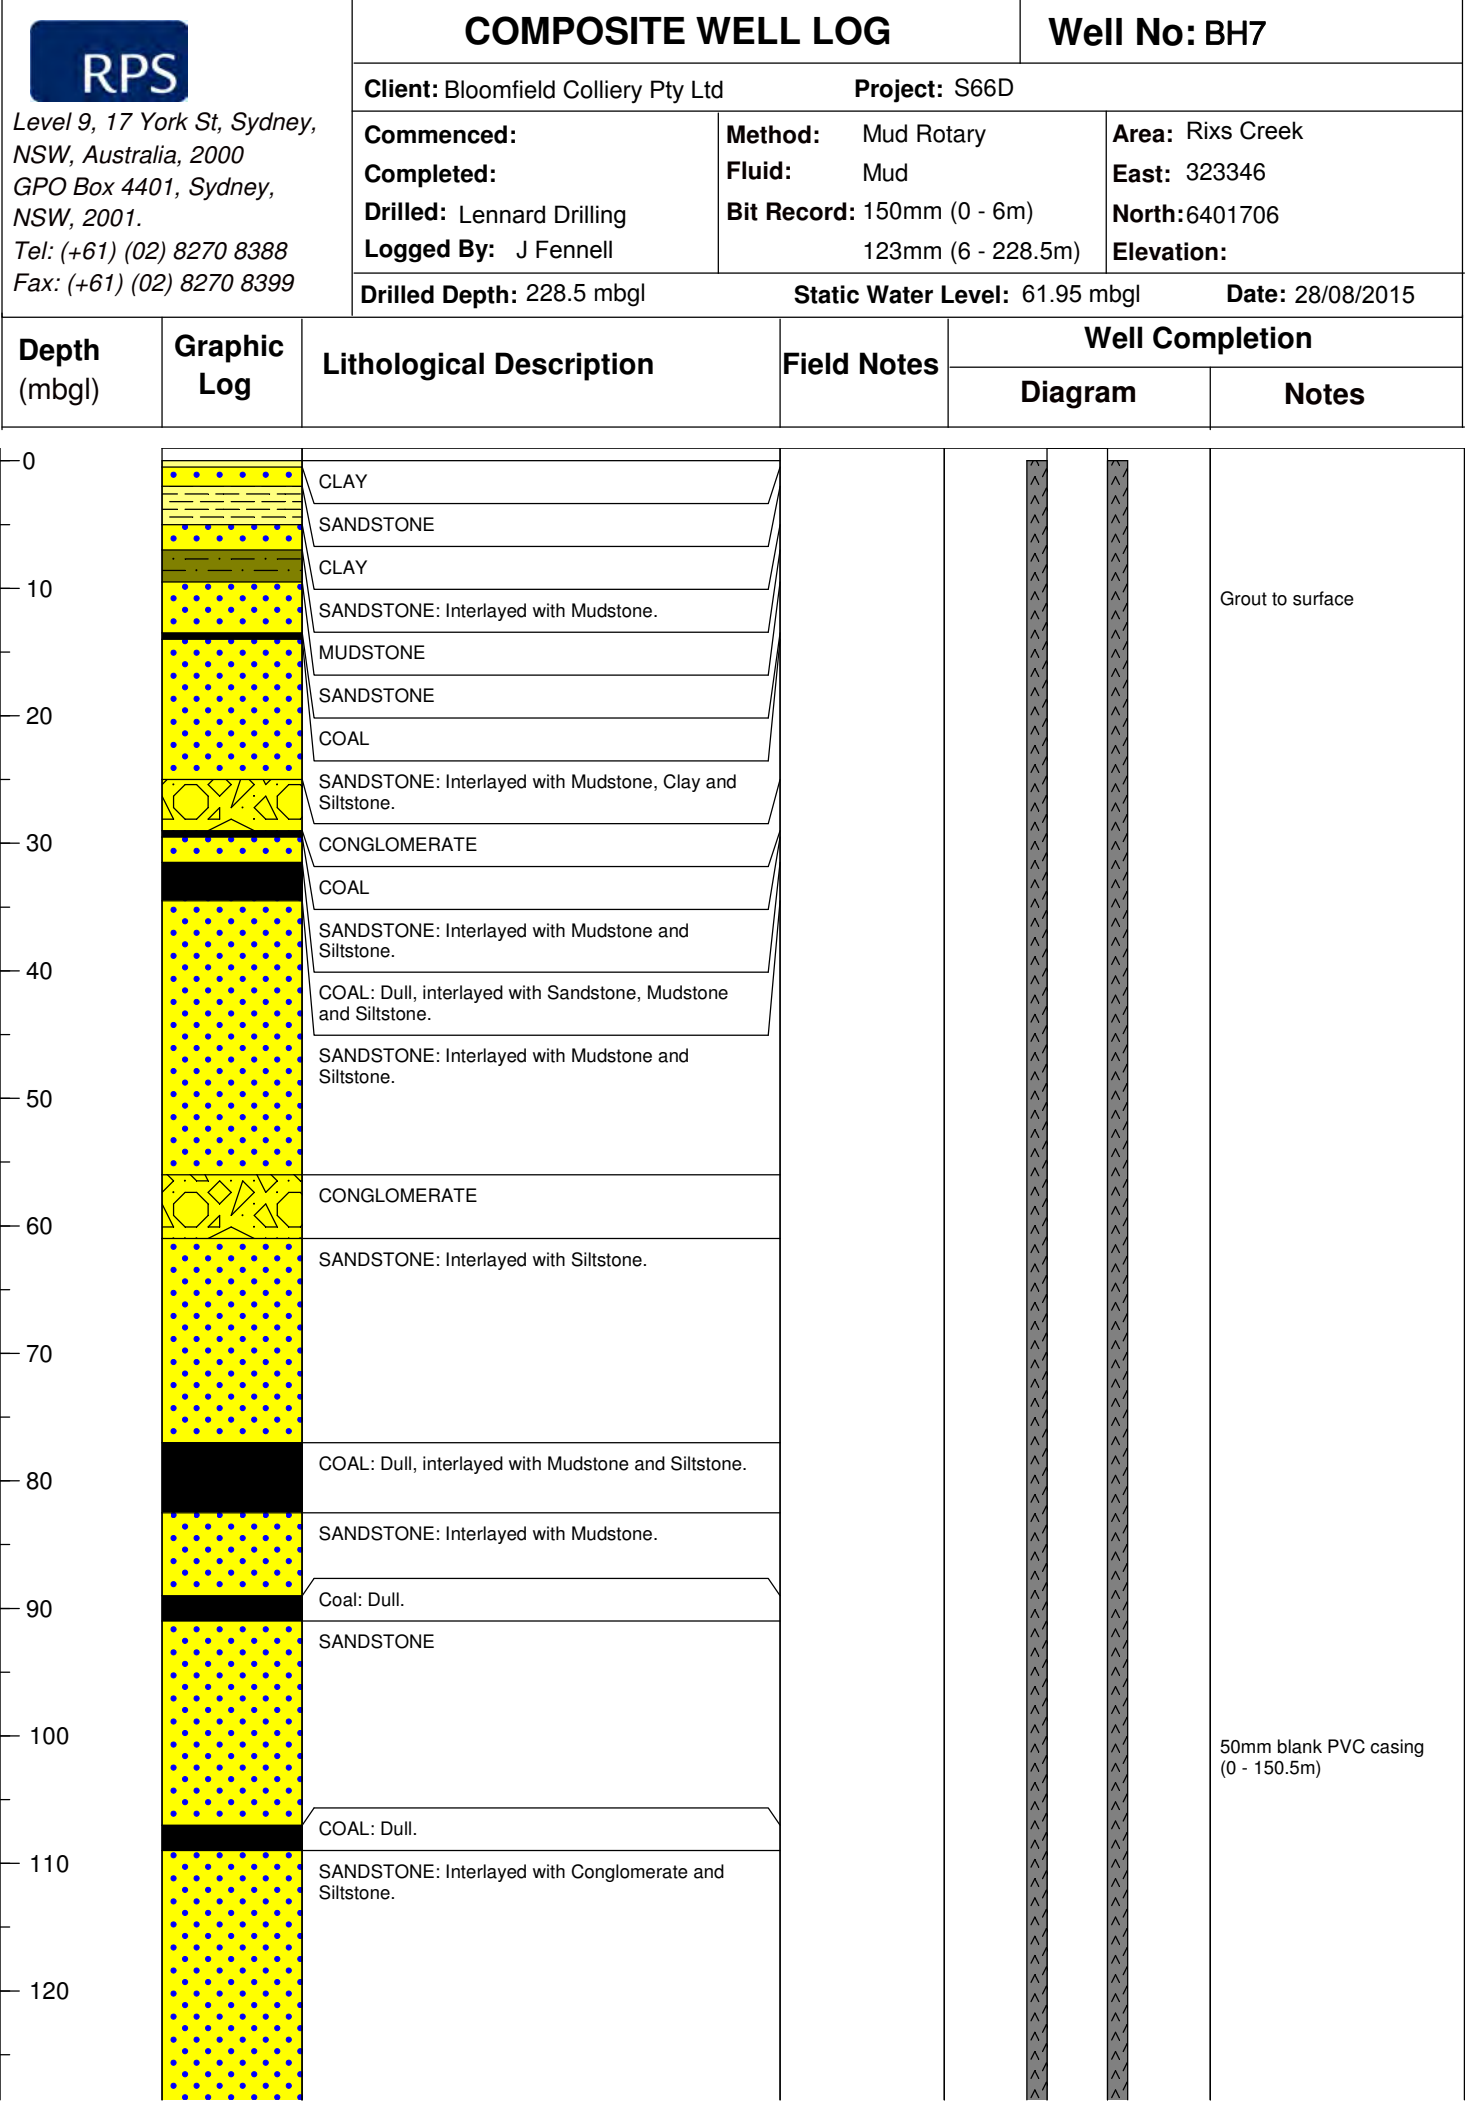 RPS
Level 9, 17 York St, Sydney,
NSW, Australia, 2000
GPO Box 4401, Sydney,
NSW, 2001.
Tel: (+61) (02) 8270 8388
Fax: (+61) (02) 8270 8399
COMPOSITE WELL LOG
Well No: BH7
Client: Bloomfield Colliery Pty Ltd Project: S66D
Commenced:
Completed:
Drilled: Lennard Drilling
Logged By: J Fennell
Method: Mud Rotary
Fluid: Mud
Bit Record: 150mm (0 - 6m)
123mm (6 - 228.5m)
Area: Rixs Creek
East: 323346
North: 6401706
Elevation:
Drilled Depth: 228.5 mbgl Static Water Level: 61.95 mbgl Date: 28/08/2015
Depth
(mbgl)
Graphic
Log
Lithological Description
Field Notes
Well Completion
Diagram
Notes
0
CLAY
SANDSTONE
CLAY
10
SANDSTONE: Interlayed with Mudstone.
Grout to surface
MUDSTONE
SANDSTONE
20
COAL
SANDSTONE: Interlayed with Mudstone, Clay and
Siltstone.
30
CONGLOMERATE
COAL
SANDSTONE: Interlayed with Mudstone and
Siltstone.
40
COAL: Dull, interlayed with Sandstone, Mudstone
and Siltstone.
SANDSTONE: Interlayed with Mudstone and
Siltstone.
50
CONGLOMERATE
60
SANDSTONE: Interlayed with Siltstone.
70
COAL: Dull, interlayed with Mudstone and Siltstone.
80
SANDSTONE: Interlayed with Mudstone.
Coal: Dull.
90
SANDSTONE
100
50mm blank PVC casing
(0 - 150.5m)
COAL: Dull.
110
SANDSTONE: Interlayed with Conglomerate and
Siltstone.
120